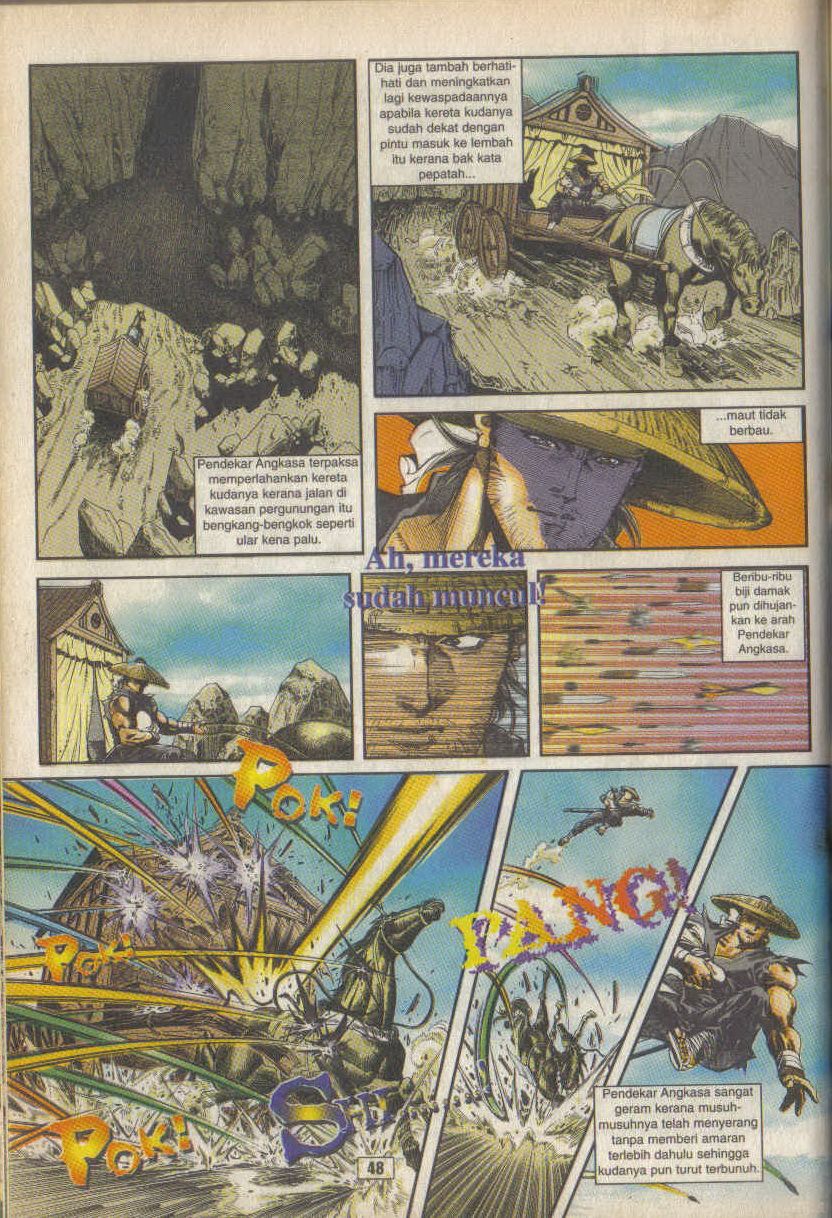 Pendekar Angkasa terpaksa
memperlahankan kereta
kudanya kerana jalan di
kawasan pergunungan itu
bengkang-bengkok seperti
ular kena palu.
Dia juga tambah berhati-
hati dan meningkatkan
lagi kewaspadaannya
apabila kereta kudanya
sudah dekat dengan
pintu masuk ke lembah
itu kerana bak kata
pepatah...
...maut tidak
berbau.
Ah, mereka
sudah muncul!
Beribu-ribu
biji damak
pun dihujan-
kan ke arah
Pendekar
Angkasa.
POK!
POK!
POK!
PANG!
Pendekar Angkasa sangat
geram kerana musuh-
musuhnya telah menyerang
tanpa memberi amaran
terlebih dahulu sehingga
kudanya pun turut terbunuh.
48